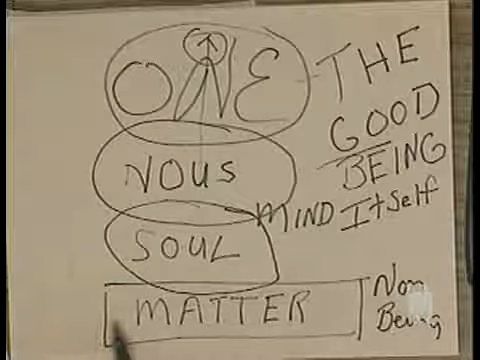 ONE THE
GOOD
BEING
NOUS
MIND ItSelf
SOUL
MATTER Non
Being